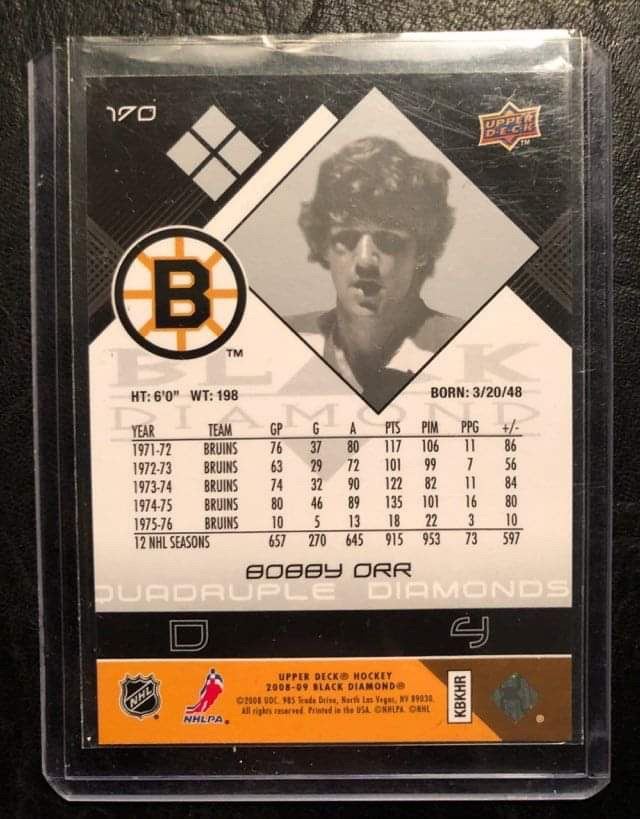 170
UPPER
D·E·C·K
TM
B
TM
BLACK
DIAMOND
HT: 6'0" WT: 198
BORN: 3/20/48
YEAR TEAM GP G A PTS PIM PPG +/-
1971-72 BRUINS 76 37 80 117 106 11 86
1972-73 BRUINS 63 29 72 101 99 7 56
1973-74 BRUINS 74 32 90 122 82 11 84
1974-75 BRUINS 80 46 89 135 101 16 80
1975-76 BRUINS 10 5 13 18 22 3 10
12 NHL SEASONS 657 270 645 915 953 73 597
BOBBY ORR
QUADRUPLE DIAMONDS
D 4
NHL
NHLPA.
UPPER DECK® HOCKEY
2008-09 BLACK DIAMOND®
©2008 UDC. 985 Trade Drive, North Las Vegas, NV 89030.
All rights reserved. Printed in the USA. ©NHLPA. ©NHL
KBKHR
®